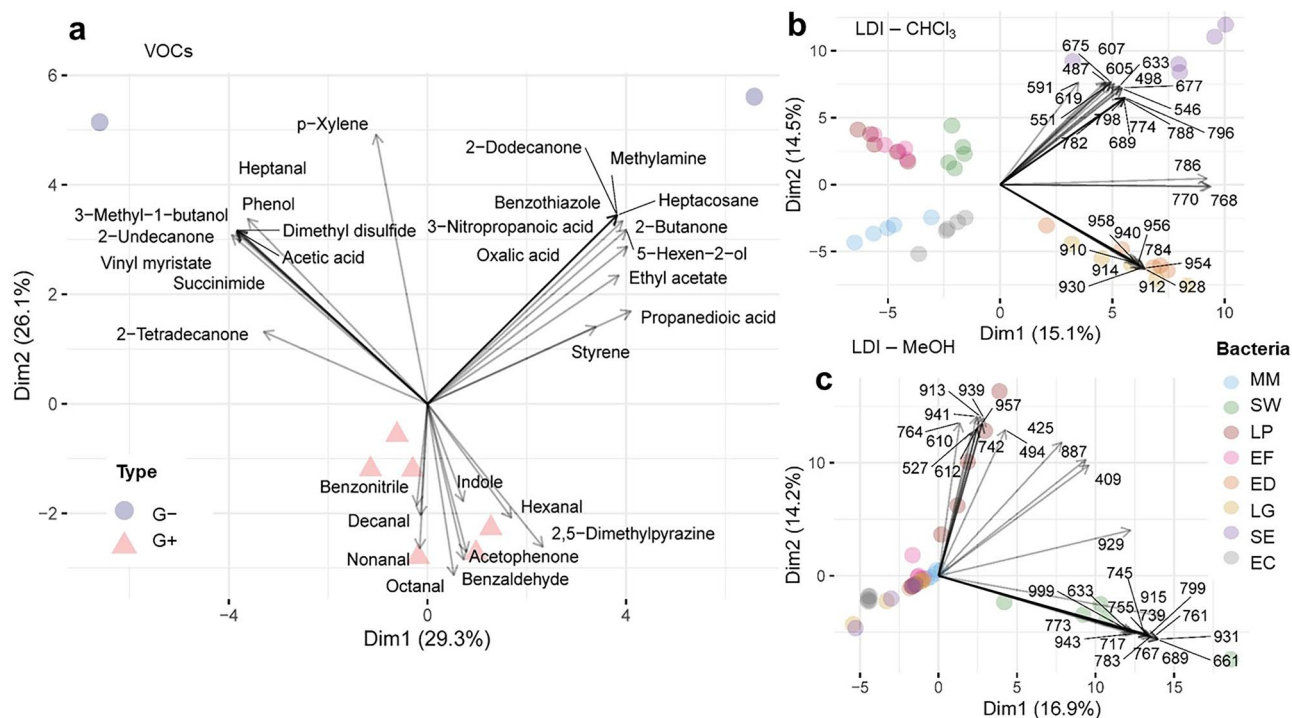 a
VOCs
6
4
2
0
−2
−4
0
4
Dim2 (26.1%)
Dim1 (29.3%)
p−Xylene
Heptanal
Phenol
3−Methyl−1−butanol
Dimethyl disulfide
2−Undecanone
Acetic acid
Vinyl myristate
Succinimide
2−Tetradecanone
2−Dodecanone
Methylamine
Benzothiazole
Heptacosane
3−Nitropropanoic acid
2−Butanone
Oxalic acid
5−Hexen−2−ol
Ethyl acetate
Propanedioic acid
Styrene
Benzonitrile
Indole
Hexanal
Decanal
2,5−Dimethylpyrazine
Nonanal
Acetophenone
Octanal
Benzaldehyde
Type
G−
G+
b
LDI − CHCl₃
10
5
0
−5
−5
0
5
10
Dim2 (14.5%)
Dim1 (15.1%)
675
607
487
605
633
591
498
677
619
546
551
798
774
788
796
782
689
786
770
768
958
940
956
910
784
914
954
930
912
928
LDI − MeOH
c
10
0
−5
0
5
10
15
Dim2 (14.2%)
Dim1 (16.9%)
913
939
941
957
764
610
742
425
527
612
494
887
409
929
745
999
633
755
915
799
739
761
773
943
717
931
783
767
689
661
Bacteria
MM
SW
LP
EF
ED
LG
SE
EC